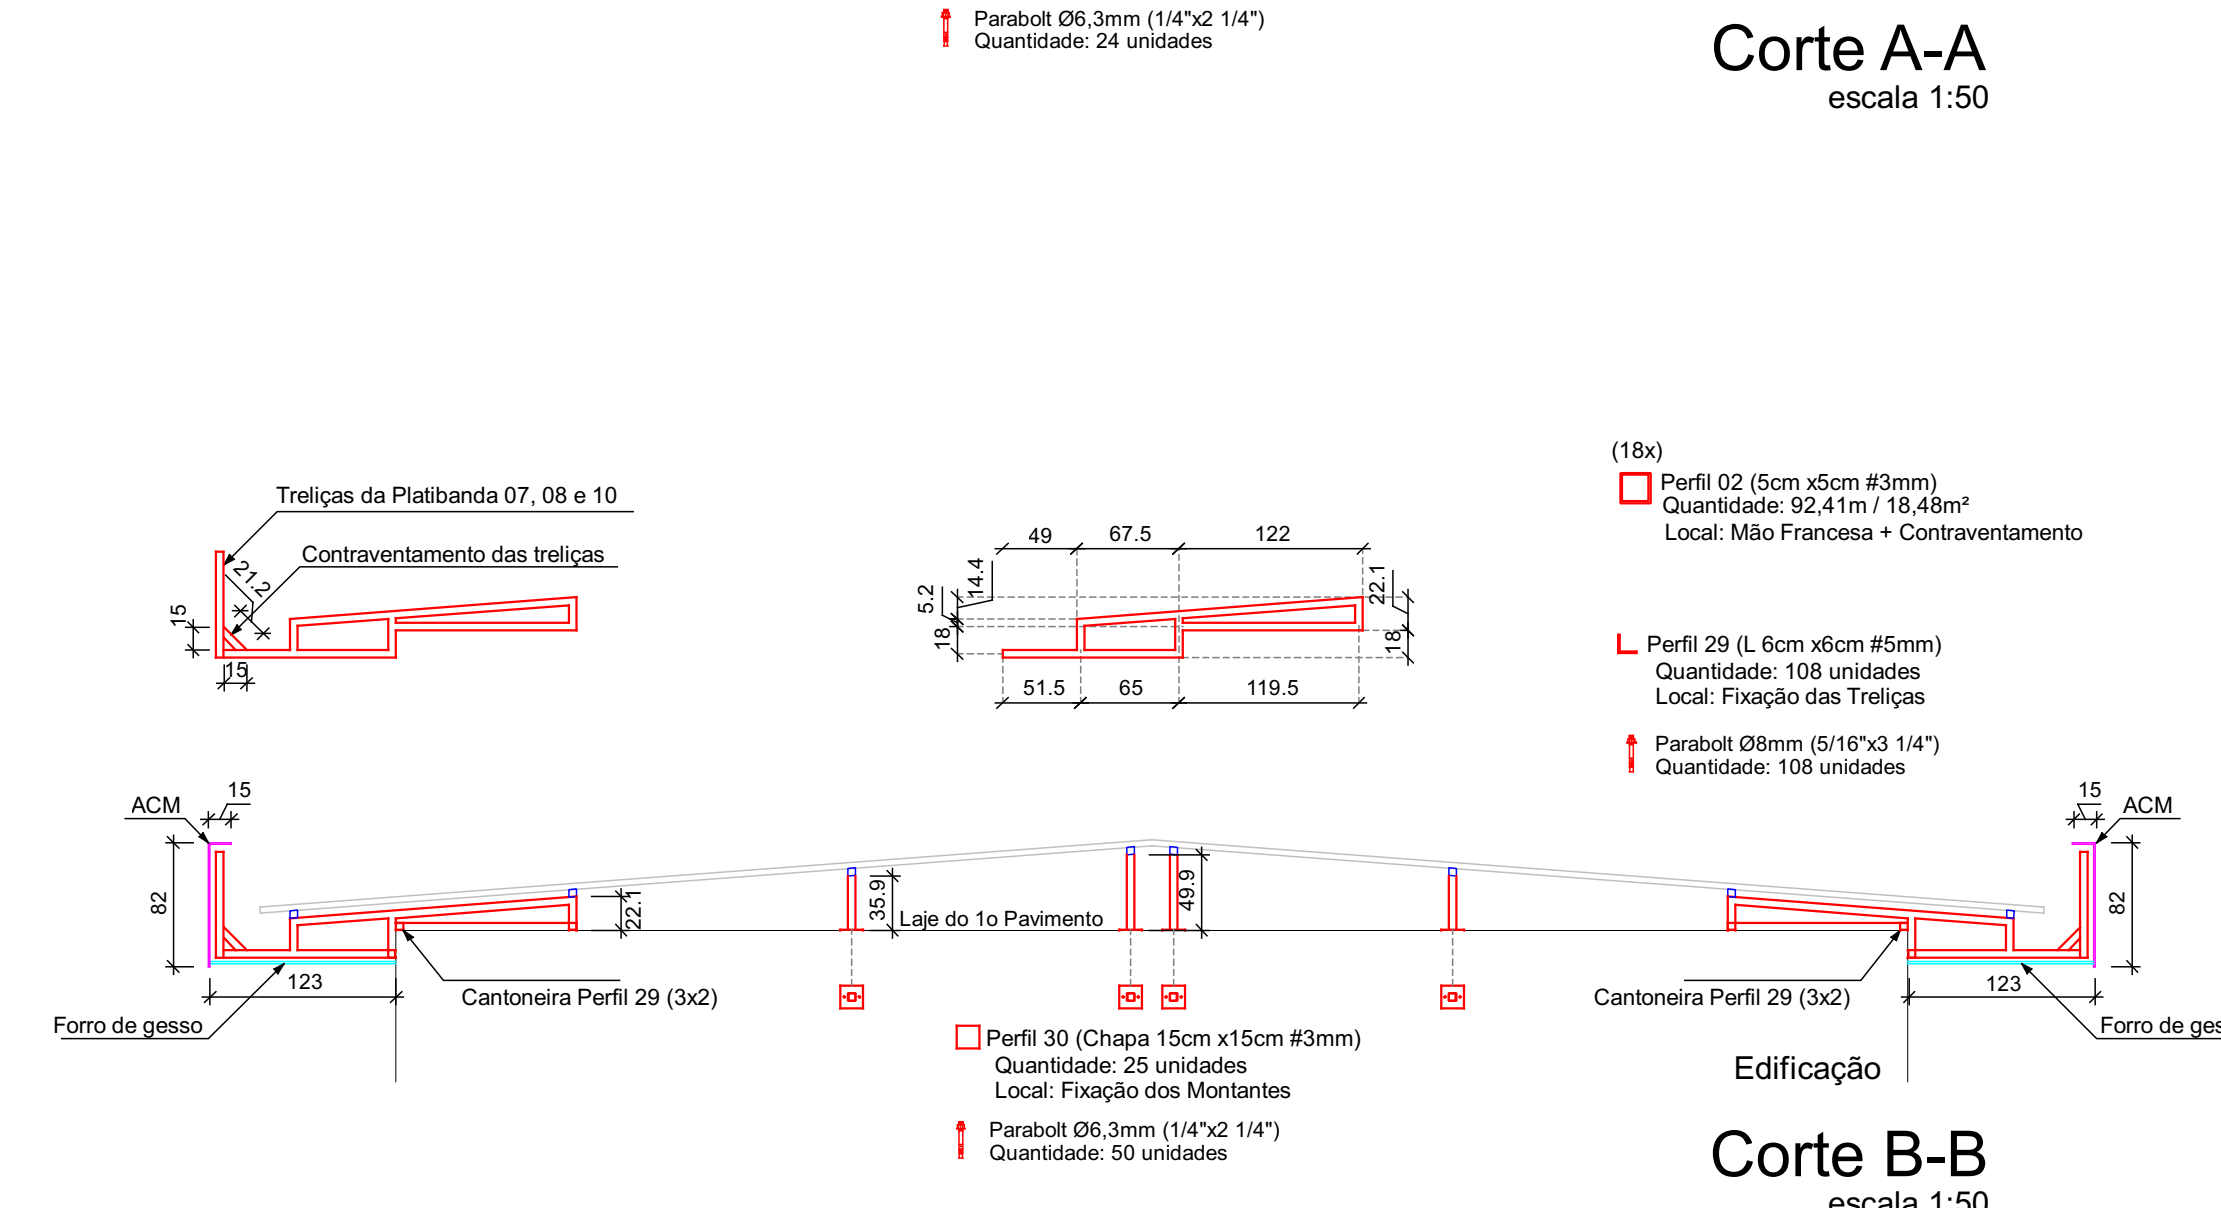 Parabolt Ø6,3mm (1/4"x2 1/4")
Quantidade: 24 unidades
Corte A-A
escala 1:50
Treliças da Platibanda 07, 08 e 10
Contraventamento das treliças
21.2
15
15
49
67.5
122
14.4
5.2
18
22.1
18
51.5
65
119.5
(18x)
Perfil 02 (5cm x5cm #3mm)
Quantidade: 92,41m / 18,48m²
Local: Mão Francesa + Contraventamento
Perfil 29 (L 6cm x6cm #5mm)
Quantidade: 108 unidades
Local: Fixação das Treliças
Parabolt Ø8mm (5/16"x3 1/4")
Quantidade: 108 unidades
ACM
15
82
123
Forro de gesso
22.1
Cantoneira Perfil 29 (3x2)
35.9
Laje do 1o Pavimento
49.9
15
ACM
82
123
Cantoneira Perfil 29 (3x2)
Forro de ges
Perfil 30 (Chapa 15cm x15cm #3mm)
Quantidade: 25 unidades
Local: Fixação dos Montantes
Edificação
Parabolt Ø6,3mm (1/4"x2 1/4")
Quantidade: 50 unidades
Corte B-B
escala 1:50